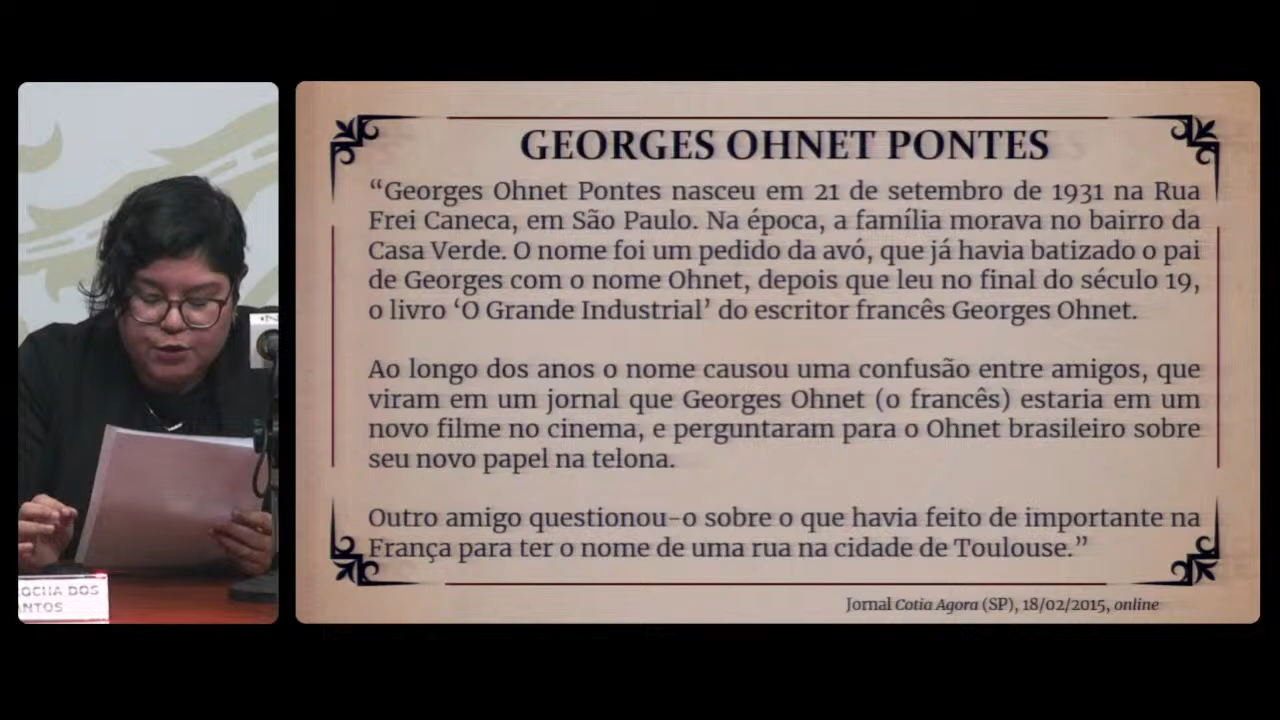 GEORGES OHNET PONTES
“Georges Ohnet Pontes nasceu em 21 de setembro de 1931 na Rua
Frei Caneca, em São Paulo. Na época, a família morava no bairro da
Casa Verde. O nome foi um pedido da avó, que já havia batizado o pai
de Georges com o nome Ohnet, depois que leu no final do século 19,
o livro ‘O Grande Industrial’ do escritor francês Georges Ohnet.
Ao longo dos anos o nome causou uma confusão entre amigos, que
viram em um jornal que Georges Ohnet (o francês) estaria em um
novo filme no cinema, e perguntaram para o Ohnet brasileiro sobre
seu novo papel na telona.
Outro amigo questionou-o sobre o que havia feito de importante na
França para ter o nome de uma rua na cidade de Toulouse.”
Jornal Cotia Agora (SP), 18/02/2015, online
OCHA DOS
ANTOS